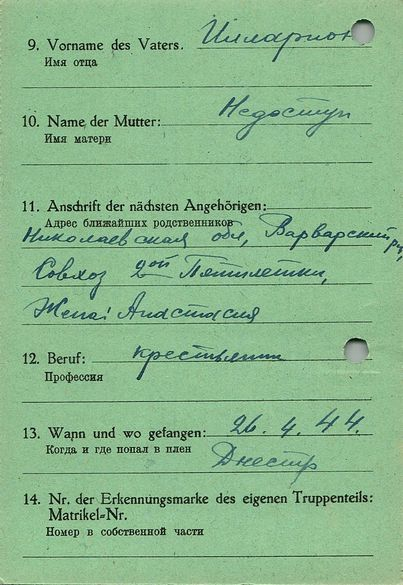 9. Vorname des Vaters. Илларион
Имя отца
10. Name der Mutter: Недоступ
Имя матери
11. Anschrift der nächsten Angehörigen:
Адрес ближайших родственников
Николаевская обл, Варварский рн,
Совхоз 2ой Пятилетки,
Жена: Анастасия
12. Beruf: крестьянин
Профессия
13. Wann und wo gefangen: 26. 4. 44.
Когда и где попал в плен Днестр
14. Nr. der Erkennungsmarke des eigenen Truppenteils:
Matrikel-Nr.
Номер в собственной части